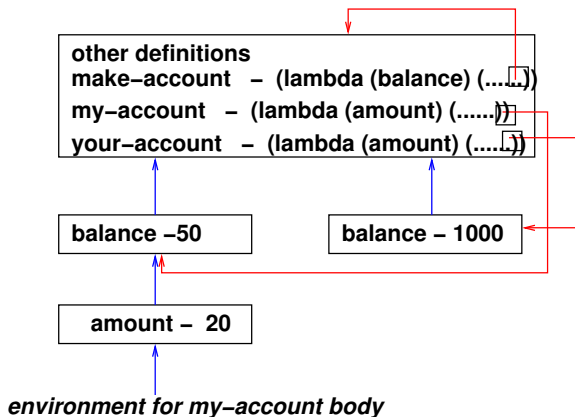 other definitions
make−account − (lambda (balance) (......))
my−account − (lambda (amount) (......))
your−account − (lambda (amount) (......))
balance −50
balance − 1000
amount − 20
environment for my−account body